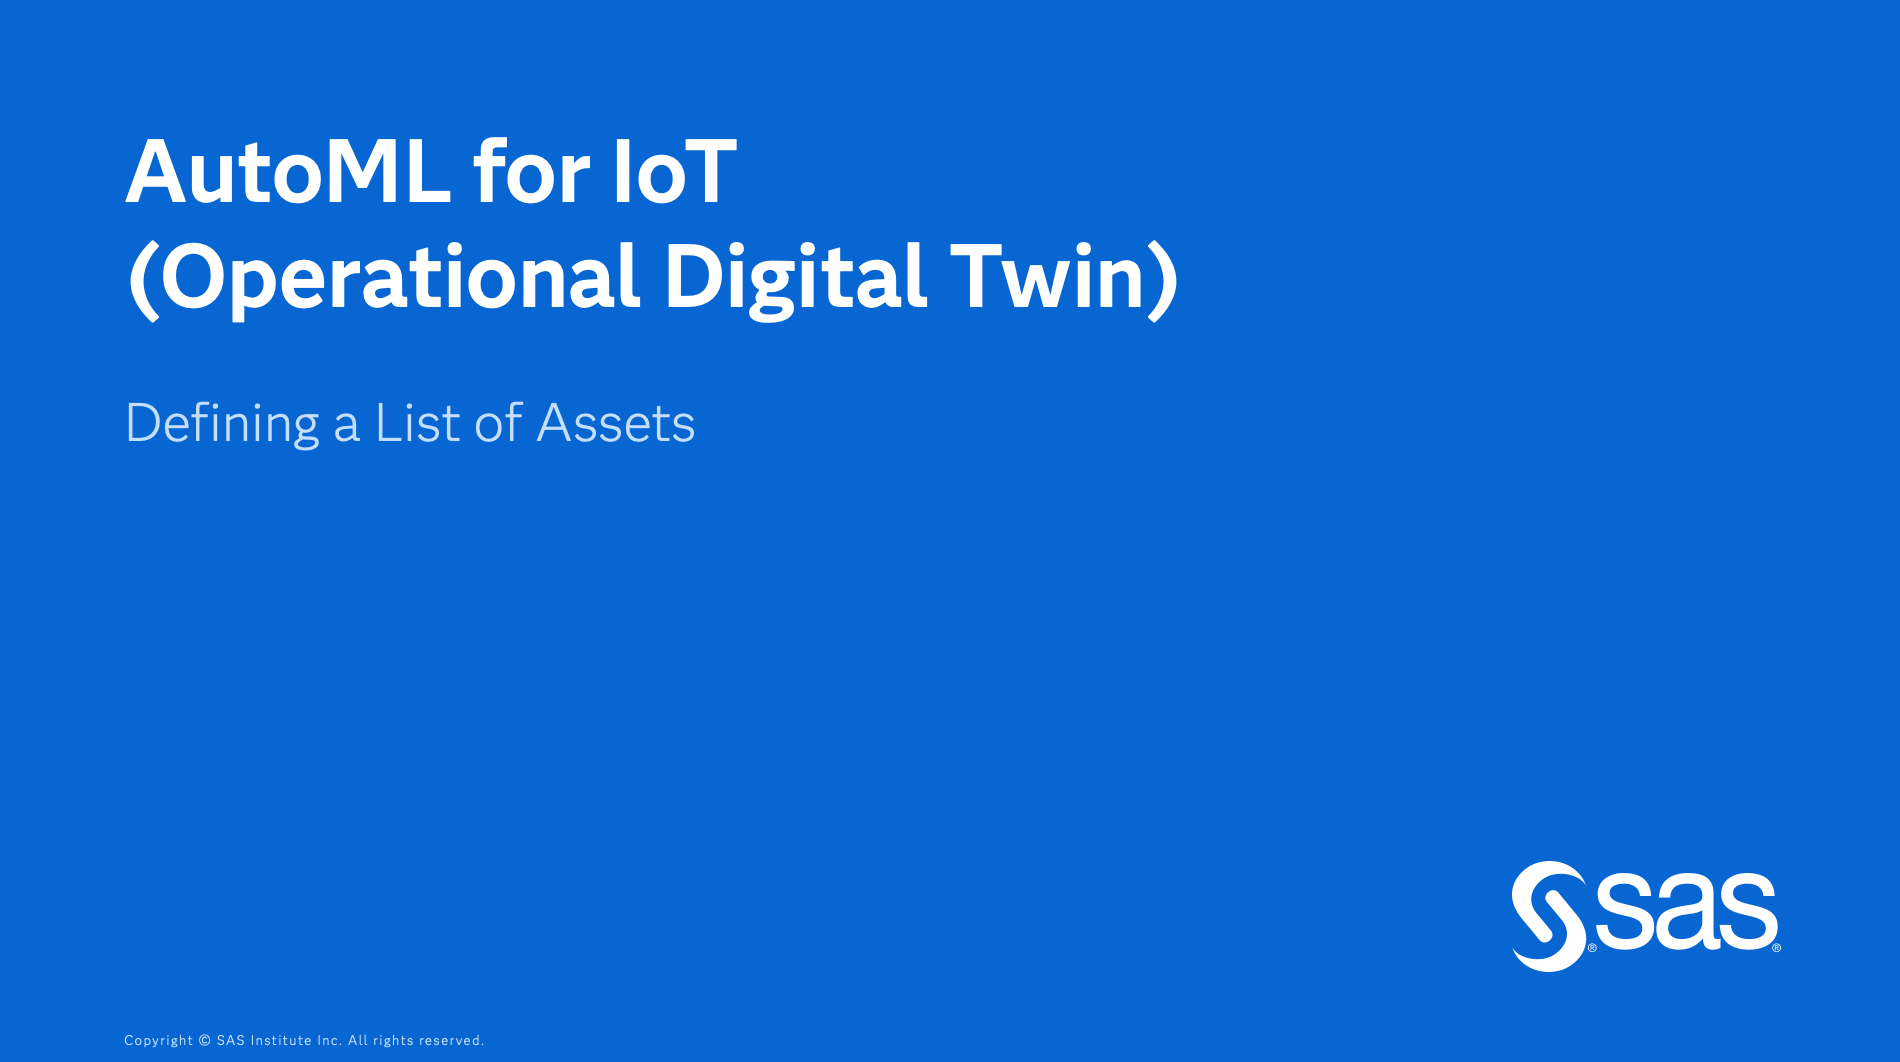 AutoML for IoT
(Operational Digital Twin)
Defining a List of Assets
sas
Copyright © SAS Institute Inc. All rights reserved.